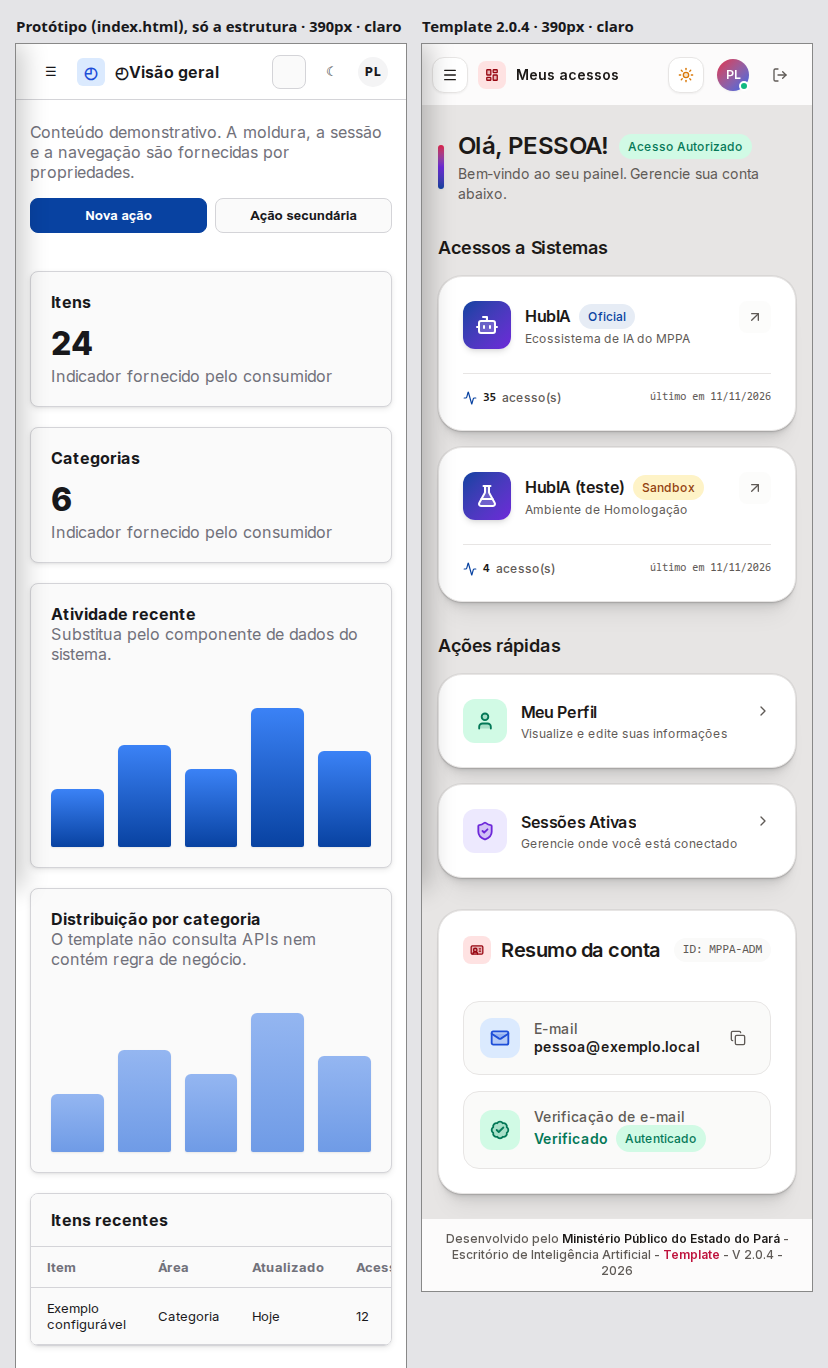 Protótipo (index.html), só a estrutura · 390px · claro
Visão geral
PL
Conteúdo demonstrativo. A moldura, a sessão
e a navegação são fornecidas por
propriedades.
Nova ação
Ação secundária
Itens
24
Indicador fornecido pelo consumidor
Categorias
6
Indicador fornecido pelo consumidor
Atividade recente
Substitua pelo componente de dados do
sistema.
Distribuição por categoria
O template não consulta APIs nem
contém regra de negócio.
Itens recentes
Item Área Atualizado Aces
Exemplo
configurável
Categoria Hoje 12
Template 2.0.4 · 390px · claro
Meus acessos
PL
Olá, PESSOA!
Acesso Autorizado
Bem-vindo ao seu painel. Gerencie sua conta
abaixo.
Acessos a Sistemas
HubIA Oficial
Ecossistema de IA do MPPA
35 acesso(s) último em 11/11/2026
HubIA (teste) Sandbox
Ambiente de Homologação
4 acesso(s) último em 11/11/2026
Ações rápidas
Meu Perfil
Visualize e edite suas informações
Sessões Ativas
Gerencie onde você está conectado
Resumo da conta ID: MPPA-ADM
E-mail
pessoa@exemplo.local
Verificação de e-mail
Verificado Autenticado
Desenvolvido pelo Ministério Público do Estado do Pará -
Escritório de Inteligência Artificial - Template - V 2.0.4 -
2026